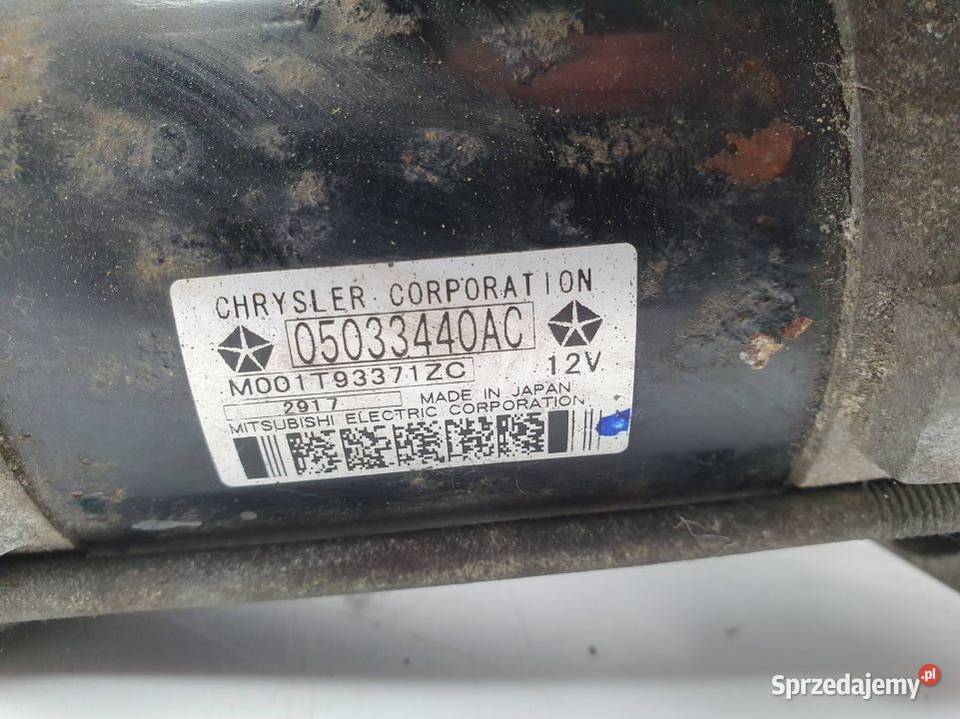 CHRYSLER CORPORATION
05033440AC
M001T93371ZC 12V
2917 MADE IN JAPAN
MITSUBISHI ELECTRIC CORPORATION
Sprzedajemy.pl